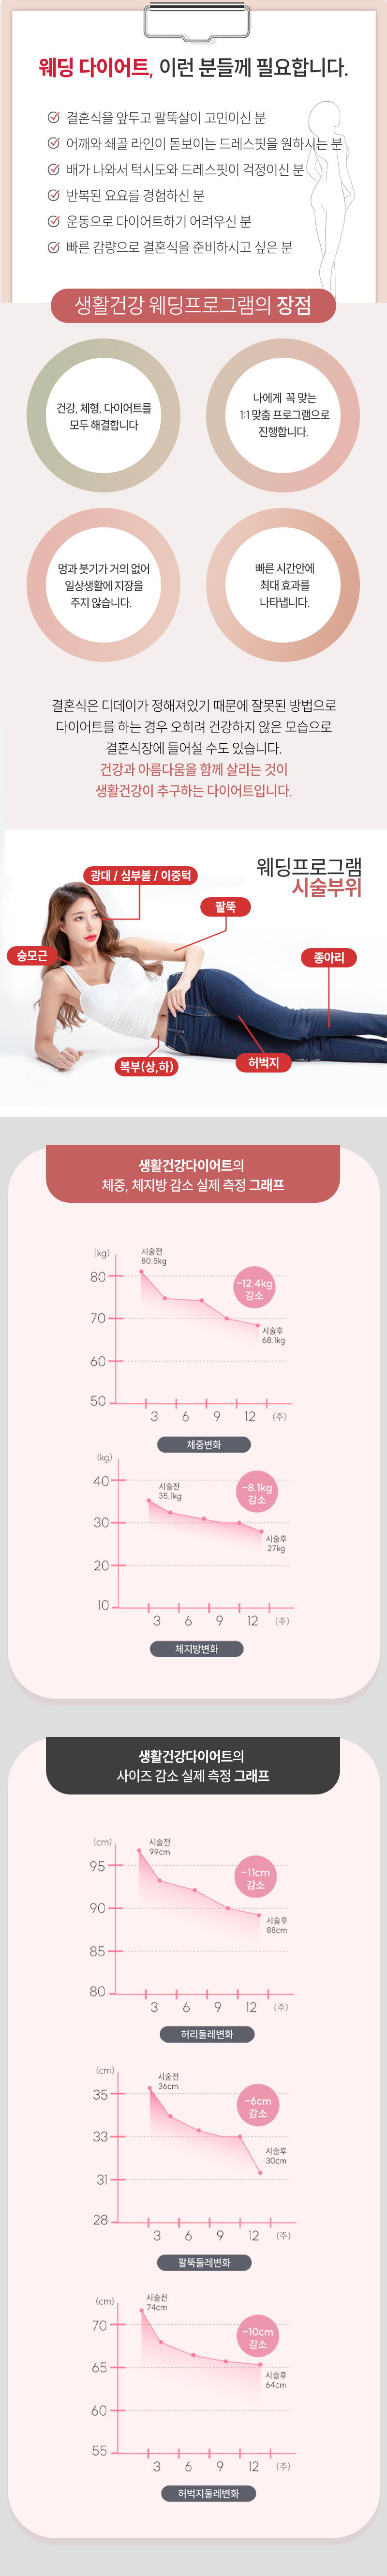 웨딩 다이어트, 이런 분들께 필요합니다.
결혼식을 앞두고 팔뚝살이 고민이신 분
어깨와 쇄골 라인이 돋보이는 드레스핏을 원하시는 분
배가 나와서 턱시도와 드레스핏이 걱정이신 분
반복된 요요를 경험하신 분
운동으로 다이어트하기 어려우신 분
빠른 감량으로 결혼식을 준비하시고 싶은 분
생활건강 웨딩프로그램의 장점
건강, 체형, 다이어트를
모두 해결합니다
나에게 꼭 맞는
1:1 맞춤 프로그램으로
진행합니다.
멍과 붓기가 거의 없어
일상생활에 지장을
주지 않습니다.
빠른 시간안에
최대 효과를
나타냅니다.
결혼식은 디데이가 정해져있기 때문에 잘못된 방법으로
다이어트를 하는 경우 오히려 건강하지 않은 모습으로
결혼식장에 들어설 수도 있습니다.
건강과 아름다움을 함께 살리는 것이
생활건강이 추구하는 다이어트입니다.
웨딩프로그램
시술부위
광대 / 심부볼 / 이중턱
팔뚝
승모근
종아리
복부(상,하)
허벅지
생활건강다이어트의
체중, 체지방 감소 실제 측정 그래프
(kg)
시술전
80.5kg
-12.4kg
감소
80
70
60
50
시술후
68.1kg
3 6 9 12 (주)
체중변화
(kg)
시술전
35.1kg
-8.1kg
감소
40
30
20
10
시술후
27kg
3 6 9 12 (주)
체지방변화
생활건강다이어트의
사이즈 감소 실제 측정 그래프
(cm)
시술전
99cm
-11cm
감소
95
90
85
80
시술후
88cm
3 6 9 12 (주)
허리둘레변화
(cm)
시술전
36cm
-6cm
감소
35
33
31
28
시술후
30cm
3 6 9 12 (주)
팔뚝둘레변화
(cm)
시술전
74cm
-10cm
감소
70
65
60
55
시술후
64cm
3 6 9 12 (주)
허벅지둘레변화